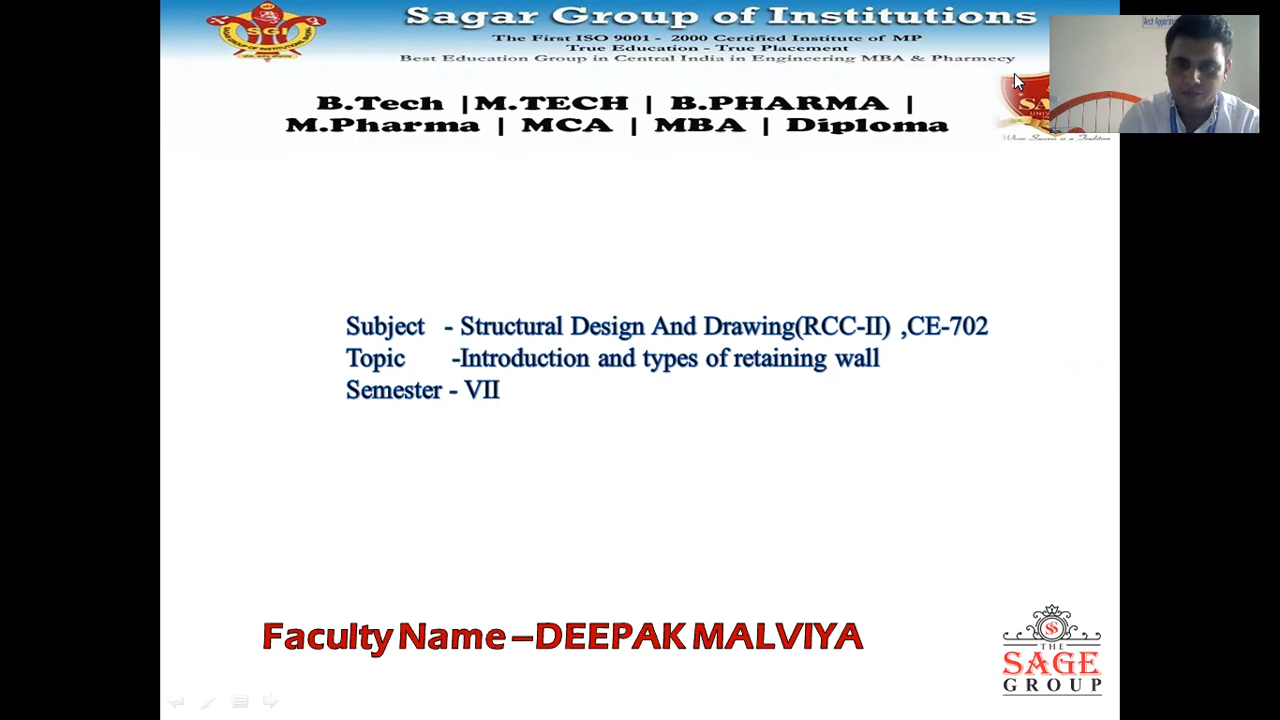 Sagar Group of Institutions
The First ISO 9001 - 2000 Certified Institute of MP
True Education - True Placement
Best Education Group in Central India in Engineering MBA & Pharmecy
SGI
B.Tech |M.TECH | B.PHARMA |
M.Pharma | MCA | MBA | Diploma
Subject - Structural Design And Drawing(RCC-II) ,CE-702
Topic -Introduction and types of retaining wall
Semester - VII
Faculty Name –DEEPAK MALVIYA
THE
SAGE
GROUP